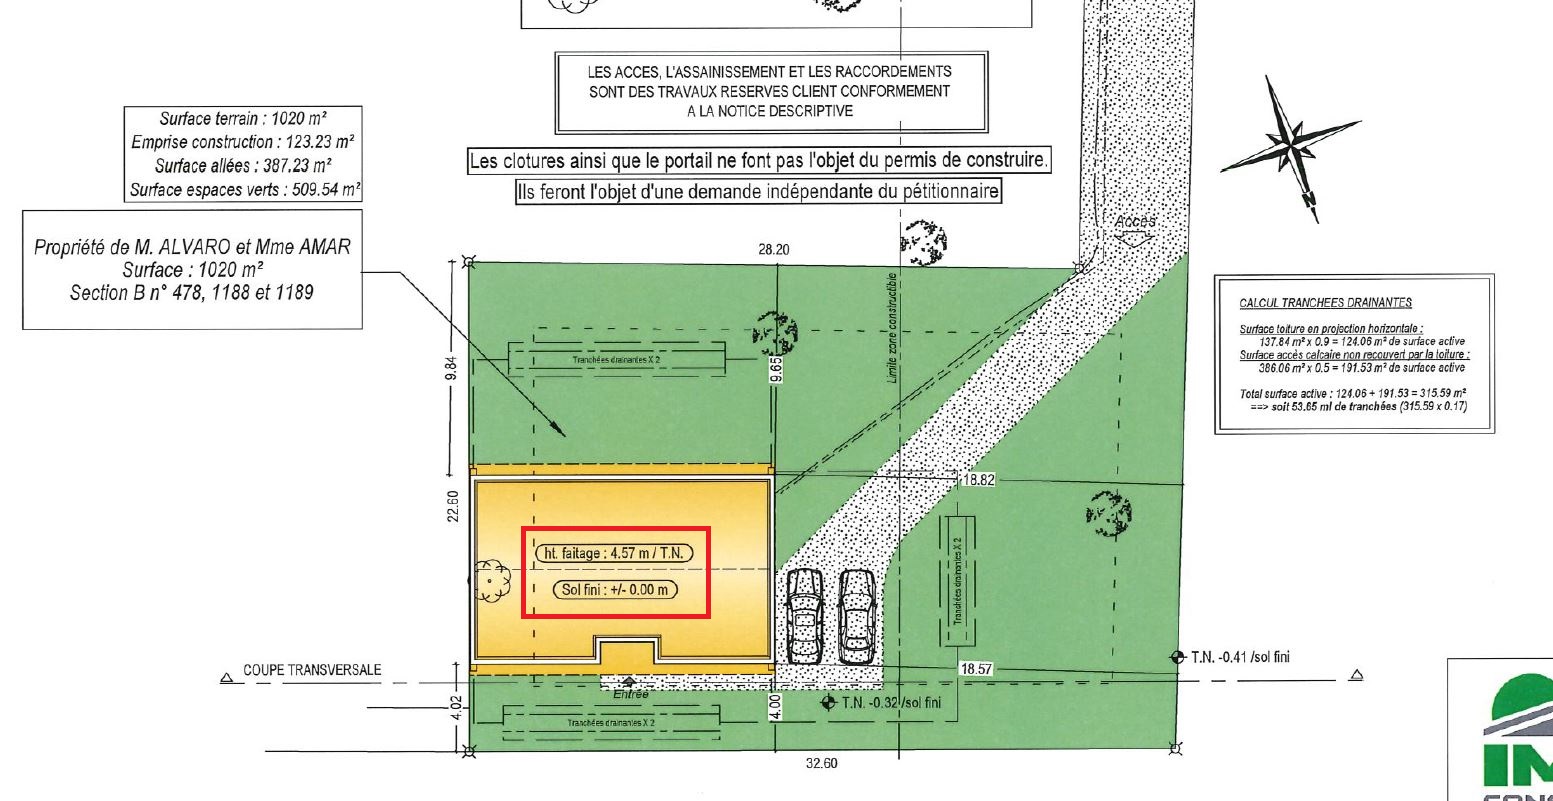 LES ACCES, L'ASSAINISSEMENT ET LES RACCORDEMENTS
SONT DES TRAVAUX RESERVES CLIENT CONFORMEMENT
A LA NOTICE DESCRIPTIVE
Surface terrain : 1020 m²
Emprise construction : 123.23 m²
Surface allées : 387.23 m²
Surface espaces verts : 509.54 m²
Les clotures ainsi que le portail ne font pas l'objet du permis de construire.
Ils feront l'objet d'une demande indépendante du pétitionnaire
Propriété de M. ALVARO et Mme AMAR
Surface : 1020 m²
Section B n° 478, 1188 et 1189
N
Accès
28.20
Limite zone constructible
CALCUL TRANCHEES DRAINANTES
Surface toiture en projection horizontale :
137.84 m² x 0.9 = 124.06 m² de surface active
Surface accès calcaire non recouvert par la toiture :
386.06 m² x 0.5 = 191.53 m² de surface active
Total surface active : 124.06 + 191.53 = 315.59 m²
==> soit 53.65 ml de tranchées (315.59 x 0.17)
Tranchées drainantes X 2
9.84
9.65
18.82
22.60
ht. faitage : 4.57 m / T.N.
Sol fini : +/- 0.00 m
Tranchées drainantes X 2
COUPE TRANSVERSALE
18.57
T.N. -0.41 /sol fini
Entrée
4.02
4.00
T.N. -0.32 /sol fini
Tranchées drainantes X 2
32.60